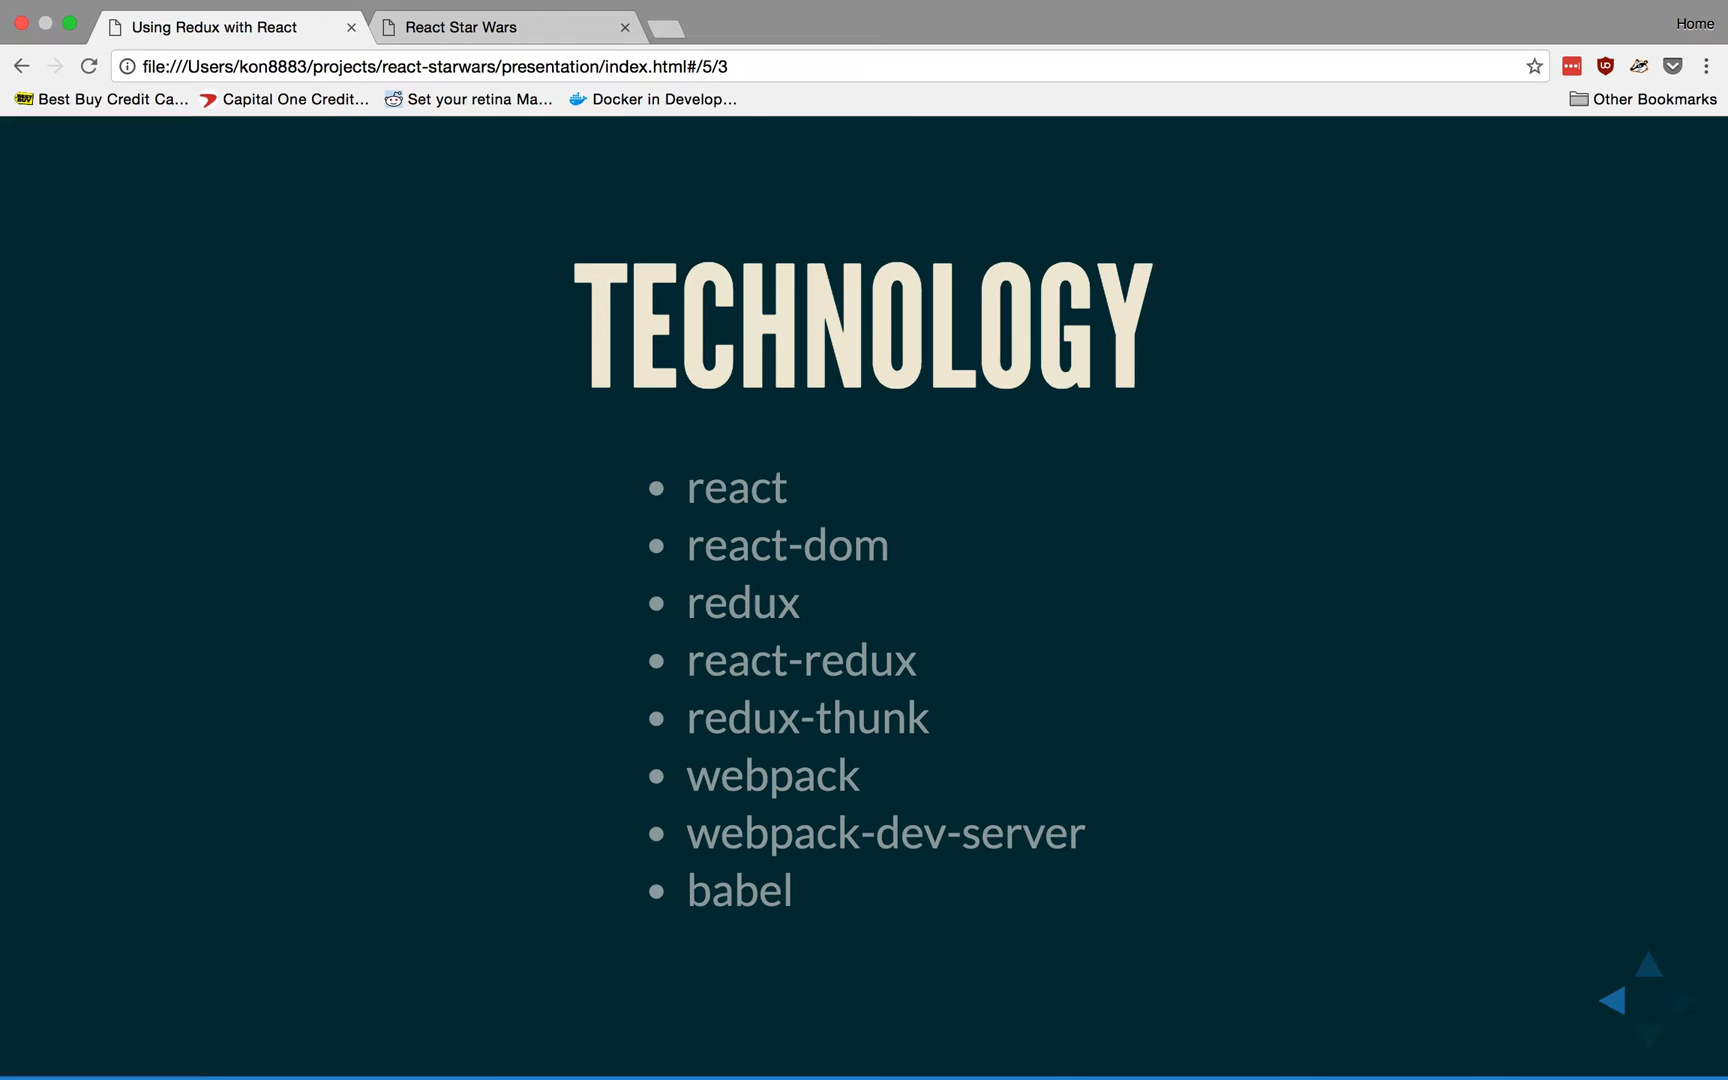 Using Redux with React
React Star Wars
Home
file:///Users/kon8883/projects/react-starwars/presentation/index.html#/5/3
Best Buy Credit Ca...
Capital One Credit...
Set your retina Ma...
Docker in Develop...
Other Bookmarks
TECHNOLOGY
• react
• react-dom
• redux
• react-redux
• redux-thunk
• webpack
• webpack-dev-server
• babel